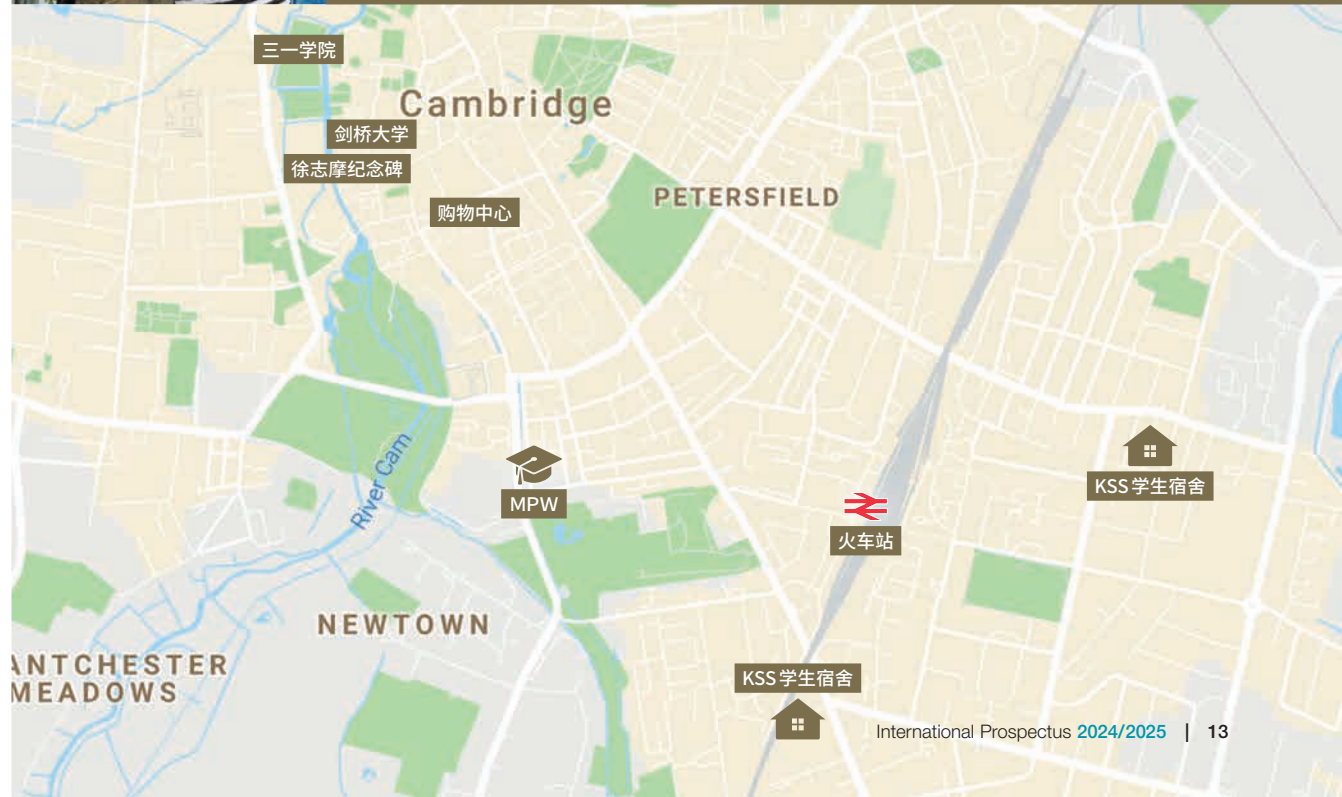 三一学院
Cambridge
剑桥大学
徐志摩纪念碑
PETERSFIELD
购物中心
River Cam
MPW
KSS 学生宿舍
火车站
NEWTOWN
ANTCHESTER
MEADOWS
KSS 学生宿舍
International Prospectus 2024/2025 | 13